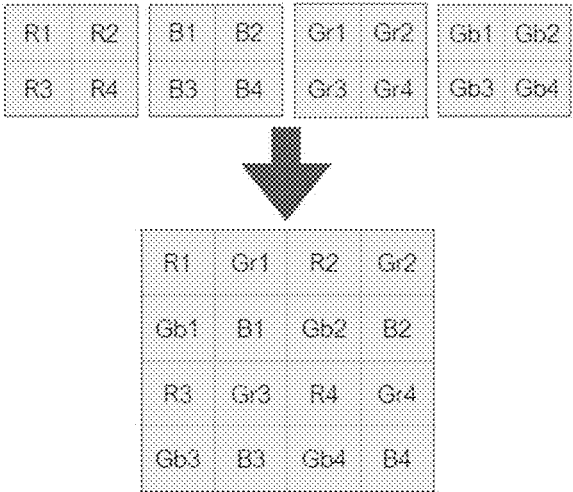 R1 R2 B1 B2 Gr1 Gr2 Gb1 Gb2
R3 R4 B3 B4 Gr3 Gr4 Gb3 Gb4
R1 Gr1 R2 Gr2
Gb1 B1 Gb2 B2
R3 Gr3 R4 Gr4
Gb3 B3 Gb4 B4